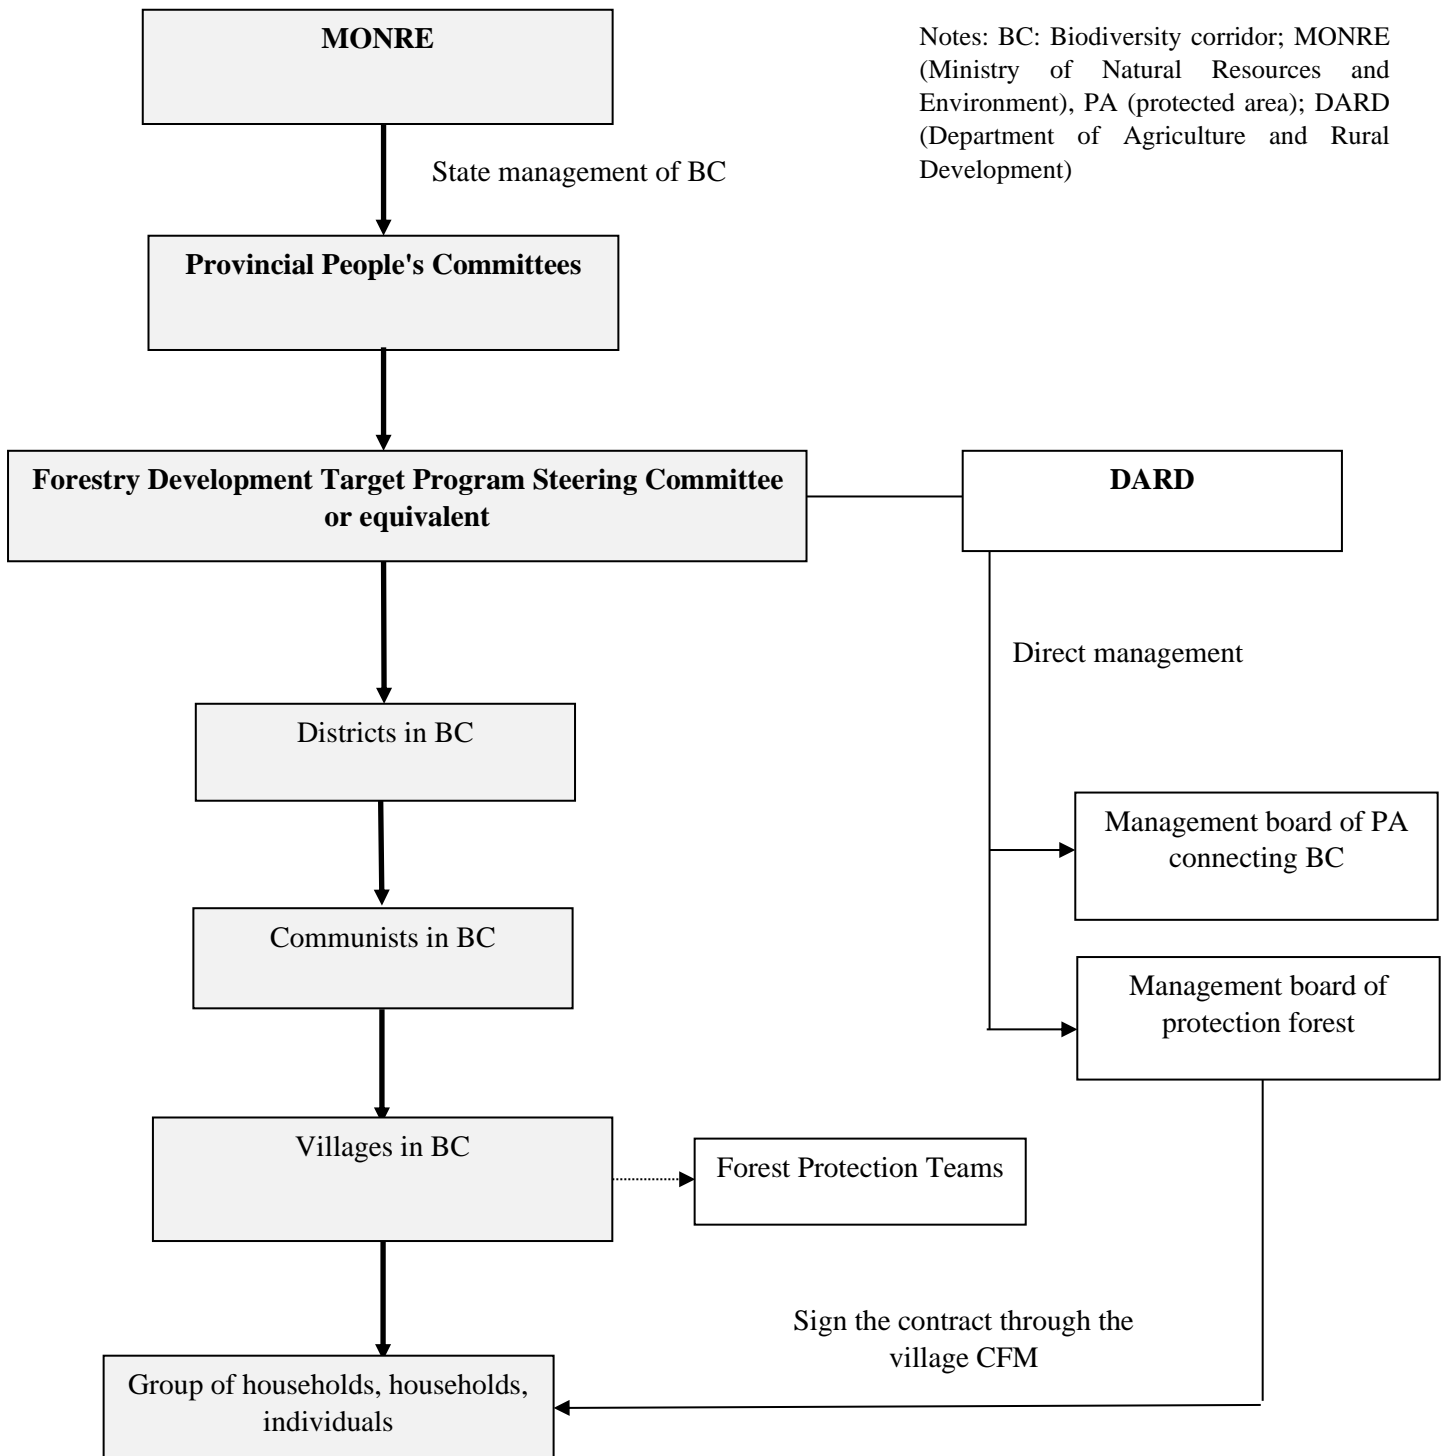 MONRE
Notes: BC: Biodiversity corridor; MONRE
(Ministry of Natural Resources and
Environment), PA (protected area); DARD
(Department of Agriculture and Rural
Development)
State management of BC
Provincial People's Committees
Forestry Development Target Program Steering Committee
or equivalent
DARD
Direct management
Districts in BC
Management board of PA
connecting BC
Communists in BC
Management board of
protection forest
Villages in BC
Forest Protection Teams
Sign the contract through the
village CFM
Group of households, households,
individuals